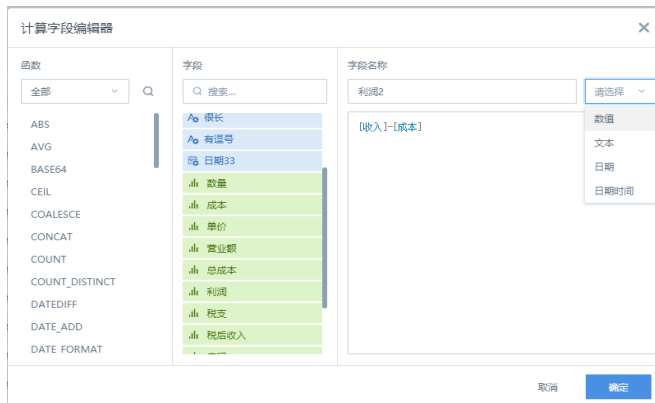 计算字段编辑器
函数
全部
ABS
AVG
BASE64
CEIL
COALESCE
CONCAT
COUNT
COUNT_DISTINCT
DATEDIFF
DATE_ADD
DATE_FORMAT
字段
搜索...
很长
有逗号
日期33
数量
成本
单价
营业额
总成本
利润
税支
税后收入
字段名称
利润2
请选择
[收入]-[成本]
数值
文本
日期
日期时间
取消
确定